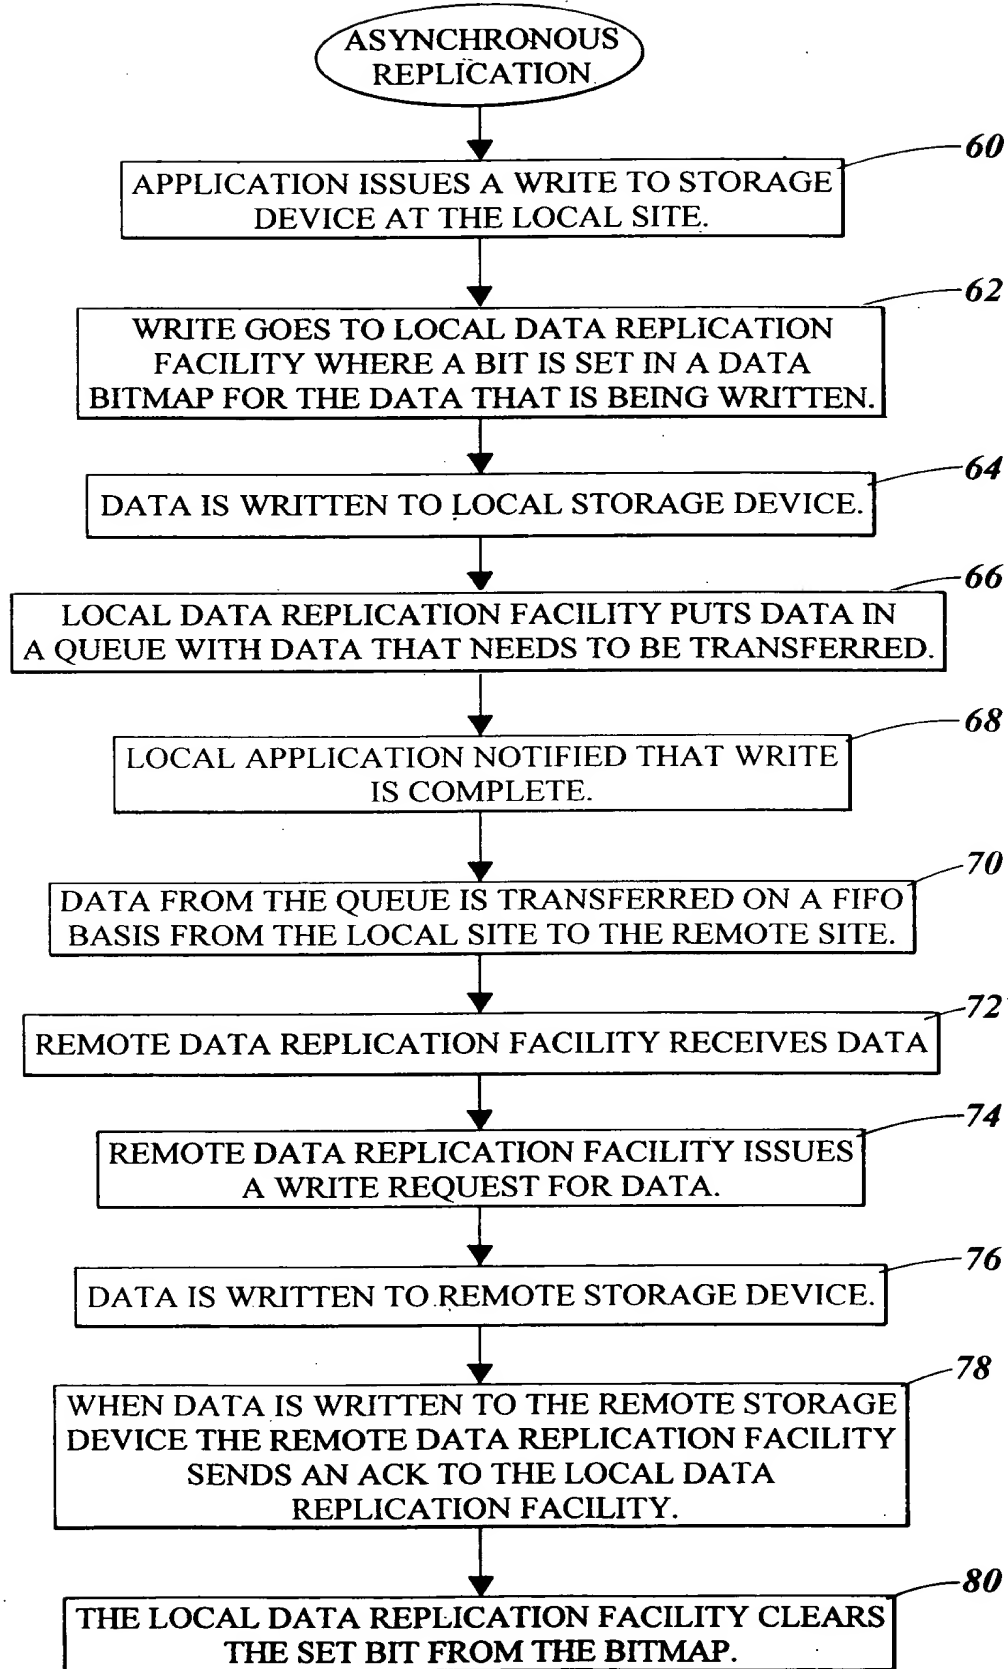 ASYNCHRONOUS
REPLICATION
60
APPLICATION ISSUES A WRITE TO STORAGE
DEVICE AT THE LOCAL SITE.
62
WRITE GOES TO LOCAL DATA REPLICATION
FACILITY WHERE A BIT IS SET IN A DATA
BITMAP FOR THE DATA THAT IS BEING WRITTEN.
64
DATA IS WRITTEN TO LOCAL STORAGE DEVICE.
66
LOCAL DATA REPLICATION FACILITY PUTS DATA IN
A QUEUE WITH DATA THAT NEEDS TO BE TRANSFERRED.
68
LOCAL APPLICATION NOTIFIED THAT WRITE
IS COMPLETE.
70
DATA FROM THE QUEUE IS TRANSFERRED ON A FIFO
BASIS FROM THE LOCAL SITE TO THE REMOTE SITE.
72
REMOTE DATA REPLICATION FACILITY RECEIVES DATA
74
REMOTE DATA REPLICATION FACILITY ISSUES
A WRITE REQUEST FOR DATA.
76
DATA IS WRITTEN TO REMOTE STORAGE DEVICE.
78
WHEN DATA IS WRITTEN TO THE REMOTE STORAGE
DEVICE THE REMOTE DATA REPLICATION FACILITY
SENDS AN ACK TO THE LOCAL DATA
REPLICATION FACILITY.
80
THE LOCAL DATA REPLICATION FACILITY CLEARS
THE SET BIT FROM THE BITMAP.